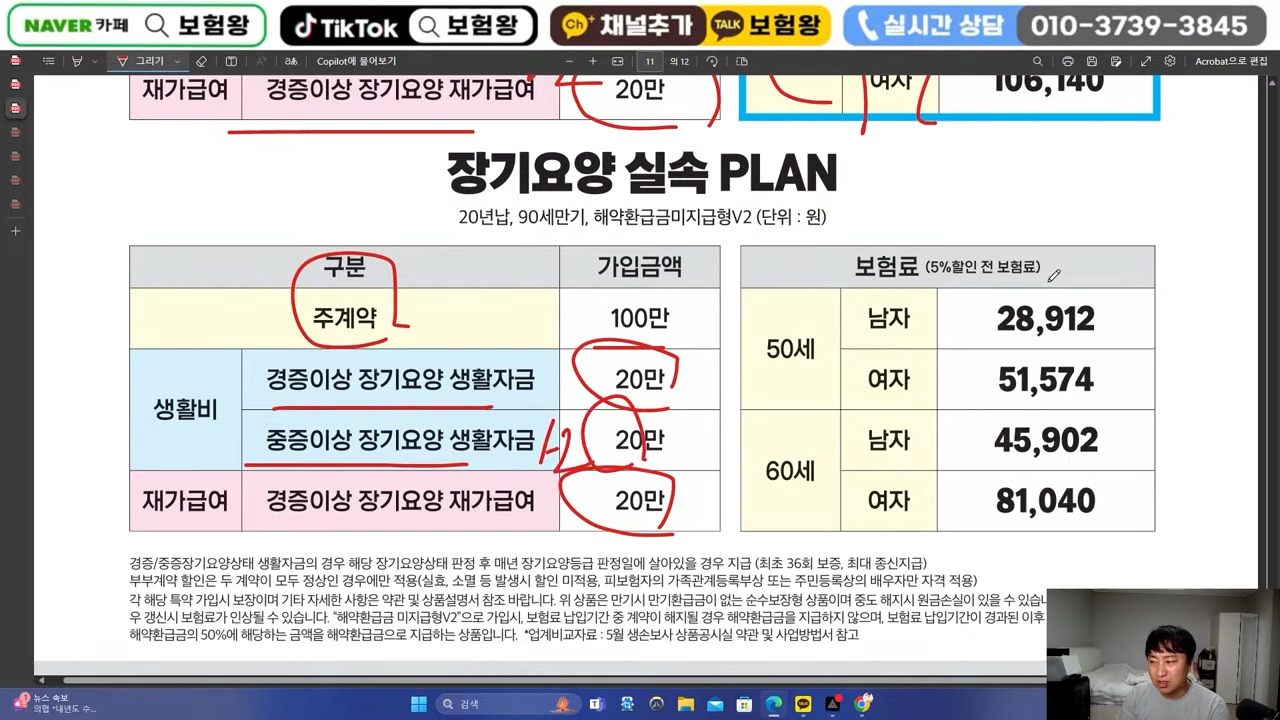 NAVER 카페 보험왕 TikTok 보험왕 Ch+ 채널추가 TALK 보험왕 실시간 상담 010-3739-3845
그리기 Copilot에 물어보기 11 의 12 Acrobat으로 편집
재가급여 경증이상 장기요양 재가급여 20만 여자 106,140
장기요양 실속 PLAN
20년납, 90세만기, 해약환급금미지급형V2 (단위 : 원)
구분 가입금액 보험료 (5%할인 전 보험료)
주계약 100만 50세 남자 28,912
생활비 경증이상 장기요양 생활자금 20만 여자 51,574
중증이상 장기요양 생활자금 20만 60세 남자 45,902
재가급여 경증이상 장기요양 재가급여 20만 여자 81,040
경증/중증장기요양상태 생활자금의 경우 해당 장기요양상태 판정 후 매년 장기요양등급 판정일에 살아있을 경우 지급 (최초 36회 보증, 최대 종신지급)
부부계약 할인은 두 계약이 모두 정상인 경우에만 적용(실효, 소멸 등 발생시 할인 미적용, 피보험자의 가족관계등록부상 또는 주민등록상의 배우자만 자격 적용)
각 해당 특약 가입시 보장이며 기타 자세한 사항은 약관 및 상품설명서 참조 바랍니다. 위 상품은 만기시 만기환급금이 없는 순수보장형 상품이며 중도 해지시 원금손실이 있을 수 있습니
우 갱신시 보험료가 인상될 수 있습니다. "해약환급금 미지급형V2"으로 가입시, 보험료 납입기간 중 계약이 해지될 경우 해약환급금을 지급하지 않으며, 보험료 납입기간이 경과된 이후
해약환급금의 50%에 해당하는 금액을 해약환급금으로 지급하는 상품입니다. *업계비교자료 : 5월 생손보사 상품공시실 약관 및 사업방법서 참고
뉴스 속보
의협 "내년도 수...
검색